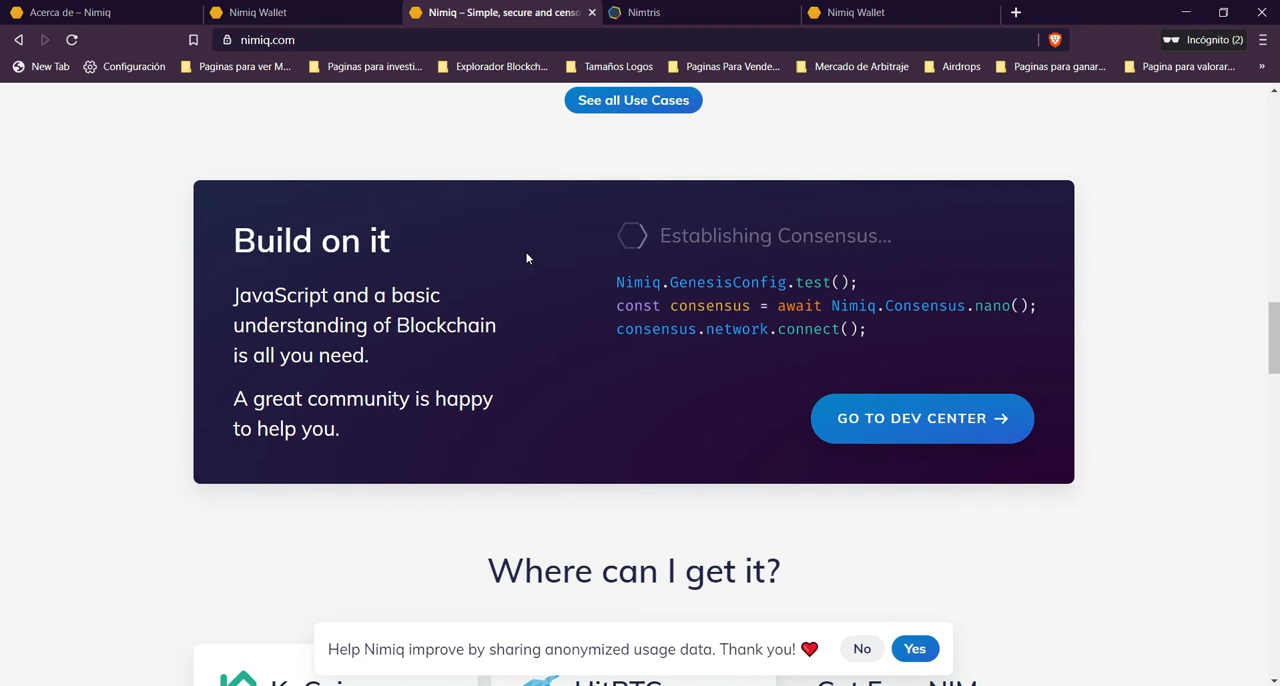 Acerca de – Nimiq
Nimiq Wallet
Nimiq – Simple, secure and censo
Nimtris
Nimiq Wallet
nimiq.com
Incógnito (2)
New Tab
Configuración
Paginas para ver M...
Paginas para investi...
Explorador Blockch...
Tamaños Logos
Paginas Para Vende...
Mercado de Arbitraje
Airdrops
Paginas para ganar...
Pagina para valorar...
»
See all Use Cases
Build on it
JavaScript and a basic
understanding of Blockchain
is all you need.
A great community is happy
to help you.
Establishing Consensus...
Nimiq.GenesisConfig.test();
const consensus = await Nimiq.Consensus.nano();
consensus.network.connect();
GO TO DEV CENTER →
Where can I get it?
Help Nimiq improve by sharing anonymized usage data. Thank you! ❤️
No
Yes
HitBTC